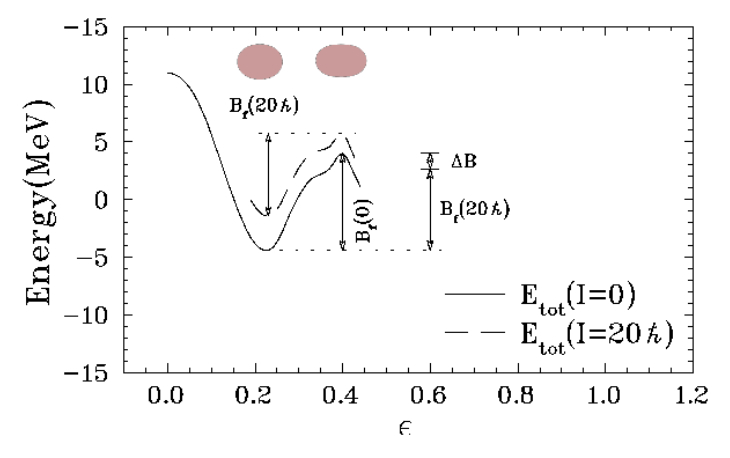 −15
10
5
0
−5
−10
−15
Energy(MeV)
B_f(20ℏ)
B_f(0)
ΔB
B_f(20ℏ)
E_tot(I=0)
E_tot(I=20ℏ)
0.0 0.2 0.4 0.6 0.8 1.0 1.2
ϵ